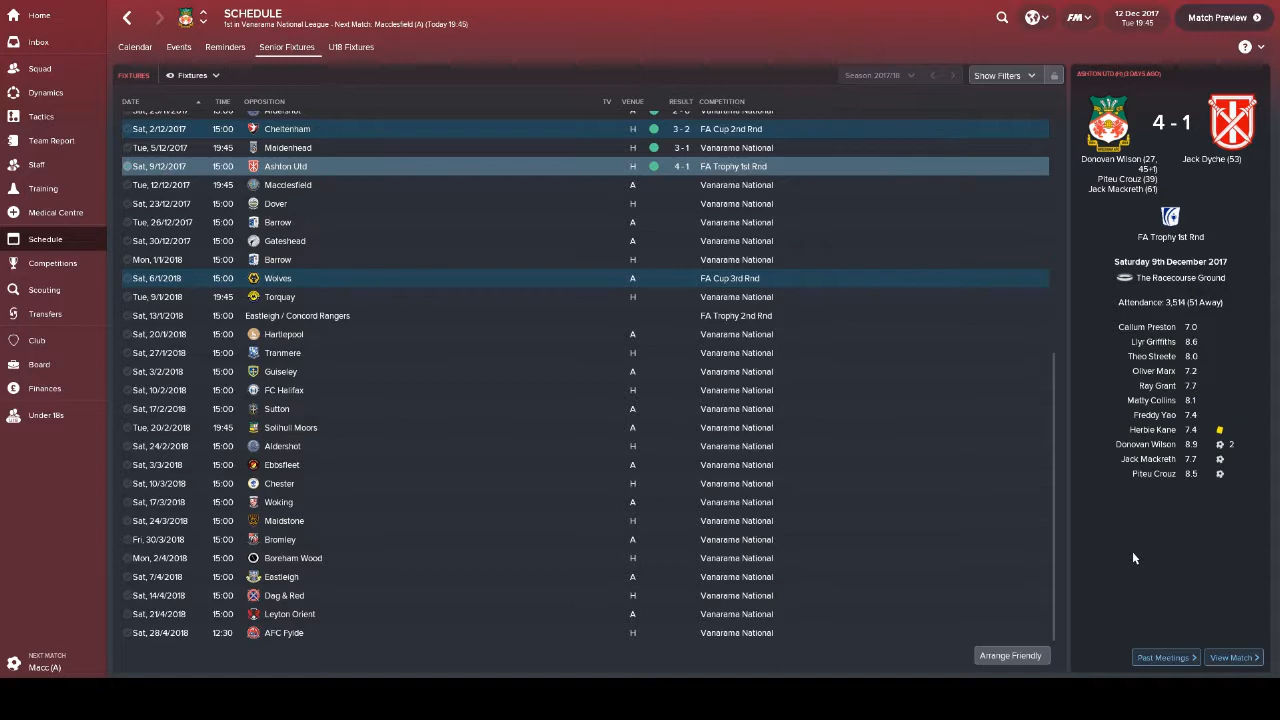 Home
Inbox
Squad
Dynamics
Tactics
Team Report
Staff
Training
Medical Centre
Schedule
Competitions
Scouting
Transfers
Club
Board
Finances
Under 18s
NEXT MATCH
Macc (A)
SCHEDULE
1st in Vanarama National League - Next Match: Macclesfield (A) (Today 19:45)
FM
12 Dec 2017
Tue 19:45
Match Preview
Calendar Events Reminders Senior Fixtures U18 Fixtures
?
FIXTURES Fixtures Season 2017/18 Show Filters
DATE TIME OPPOSITION TV VENUE RESULT COMPETITION
Sat, 2/12/2017 15:00 Cheltenham H 3 - 2 FA Cup 2nd Rnd
Tue, 5/12/2017 19:45 Maidenhead H 3 - 1 Vanarama National
Sat, 9/12/2017 15:00 Ashton Utd H 4 - 1 FA Trophy 1st Rnd
Tue, 12/12/2017 19:45 Macclesfield A Vanarama National
Sat, 23/12/2017 15:00 Dover H Vanarama National
Tue, 26/12/2017 15:00 Barrow A Vanarama National
Sat, 30/12/2017 15:00 Gateshead A Vanarama National
Mon, 1/1/2018 15:00 Barrow H Vanarama National
Sat, 6/1/2018 15:00 Wolves A FA Cup 3rd Rnd
Tue, 9/1/2018 19:45 Torquay H Vanarama National
Sat, 13/1/2018 15:00 Eastleigh / Concord Rangers FA Trophy 2nd Rnd
Sat, 20/1/2018 15:00 Hartlepool A Vanarama National
Sat, 27/1/2018 15:00 Tranmere H Vanarama National
Sat, 3/2/2018 15:00 Guiseley A Vanarama National
Sat, 10/2/2018 15:00 FC Halifax H Vanarama National
Sat, 17/2/2018 15:00 Sutton A Vanarama National
Tue, 20/2/2018 19:45 Solihull Moors A Vanarama National
Sat, 24/2/2018 15:00 Aldershot H Vanarama National
Sat, 3/3/2018 15:00 Ebbsfleet A Vanarama National
Sat, 10/3/2018 15:00 Chester H Vanarama National
Sat, 17/3/2018 15:00 Woking A Vanarama National
Sat, 24/3/2018 15:00 Maidstone H Vanarama National
Fri, 30/3/2018 15:00 Bromley A Vanarama National
Mon, 2/4/2018 15:00 Boreham Wood H Vanarama National
Sat, 7/4/2018 15:00 Eastleigh A Vanarama National
Sat, 14/4/2018 15:00 Dag & Red H Vanarama National
Sat, 21/4/2018 15:00 Leyton Orient A Vanarama National
Sat, 28/4/2018 12:30 AFC Fylde H Vanarama National
Arrange Friendly
ASHTON UTD (H) (3 DAYS AGO)
4 - 1
Donovan Wilson (27, Jack Dyche (53)
45+1)
Piteu Crouz (39)
Jack Mackreth (61)
FA Trophy 1st Rnd
Saturday 9th December 2017
The Racecourse Ground
Attendance: 3,514 (51 Away)
Callum Preston 7.0
Llyr Griffiths 8.6
Theo Streete 8.0
Oliver Marx 7.2
Ray Grant 7.7
Matty Collins 8.1
Freddy Yao 7.4
Herbie Kane 7.4
Donovan Wilson 8.9 2
Jack Mackreth 7.7
Piteu Crouz 8.5
Past Meetings
View Match